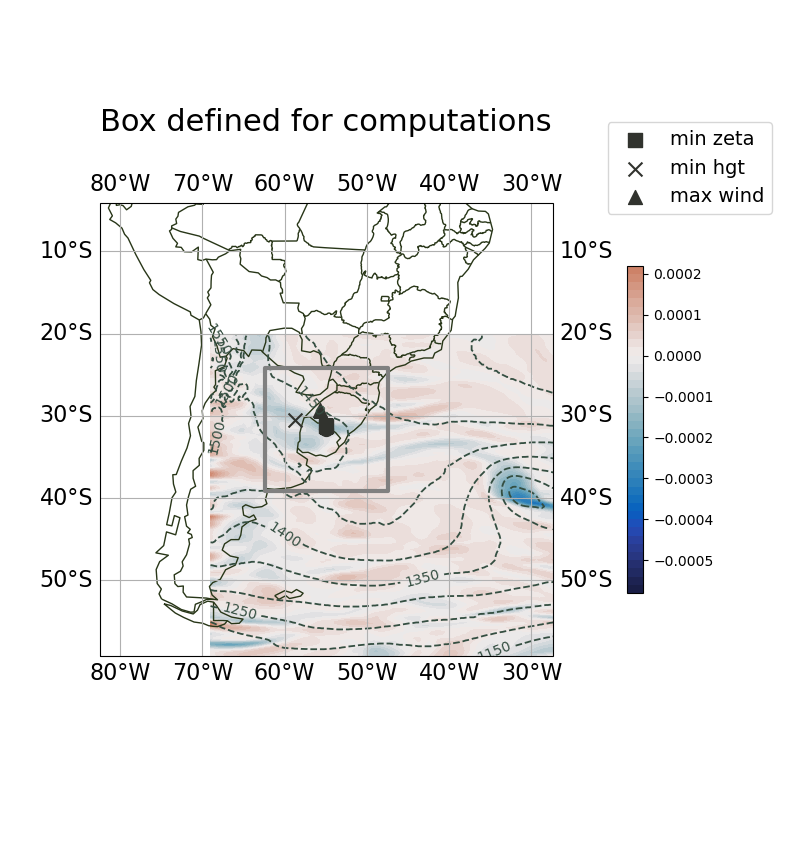 Box defined for computations
min zeta
min hgt
max wind
80°W 70°W 60°W 50°W 40°W 30°W
10°S 10°S
20°S 20°S
30°S 30°S
40°S 40°S
50°S 50°S
1500
1400
1350
1250
1150
80°W 70°W 60°W 50°W 40°W 30°W
0.0002
0.0001
0.0000
−0.0001
−0.0002
−0.0003
−0.0004
−0.0005